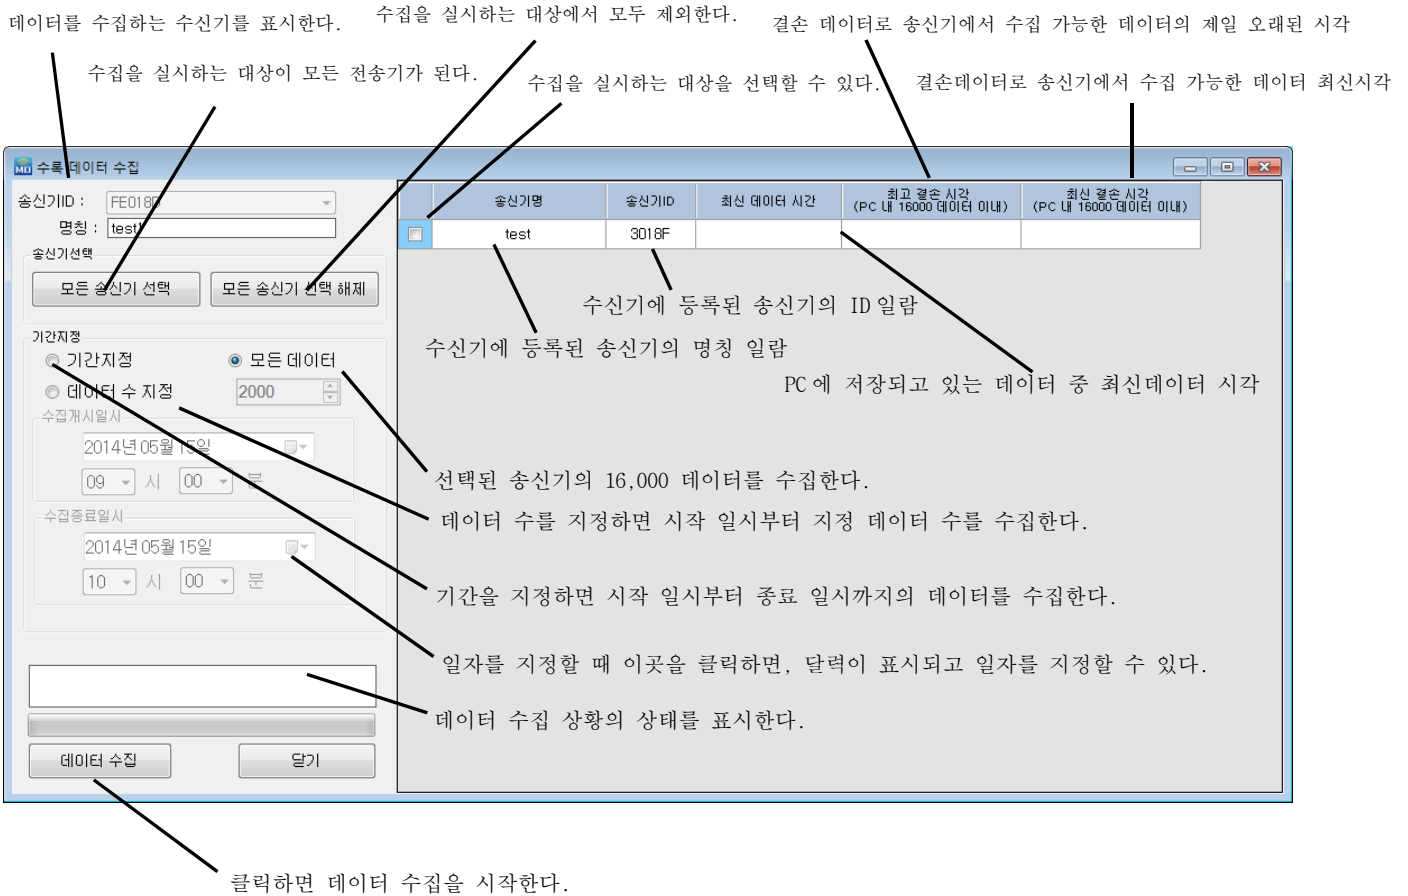 데이터를 수집하는 수신기를 표시한다.
수집을 실시하는 대상에서 모두 제외한다.
결손 데이터로 송신기에서 수집 가능한 데이터의 제일 오래된 시각
수집을 실시하는 대상이 모든 전송기가 된다.
수집을 실시하는 대상을 선택할 수 있다.
결손데이터로 송신기에서 수집 가능한 데이터 최신시각
MD 수록 데이터 수집
송신기ID : FE018D
명칭 : test1
송신기선택
모든 송신기 선택
모든 송신기 선택 해제
기간지정
기간지정
모든 데이터
데이터 수 지정
2000
수집개시일시
2014년 05월 15일
09 시 00 분
수집종료일시
2014년 05월 15일
10 시 00 분
데이터 수집
닫기
송신기명
송신기ID
최신 데이터 시간
최고 결손 시각
(PC 내 16000 데이터 이내)
최신 결손 시각
(PC 내 16000 데이터 이내)
test
3018F
수신기에 등록된 송신기의 ID 일람
수신기에 등록된 송신기의 명칭 일람
PC 에 저장되고 있는 데이터 중 최신데이터 시각
선택된 송신기의 16,000 데이터를 수집한다.
데이터 수를 지정하면 시작 일시부터 지정 데이터 수를 수집한다.
기간을 지정하면 시작 일시부터 종료 일시까지의 데이터를 수집한다.
일자를 지정할 때 이곳을 클릭하면, 달력이 표시되고 일자를 지정할 수 있다.
데이터 수집 상황의 상태를 표시한다.
클릭하면 데이터 수집을 시작한다.